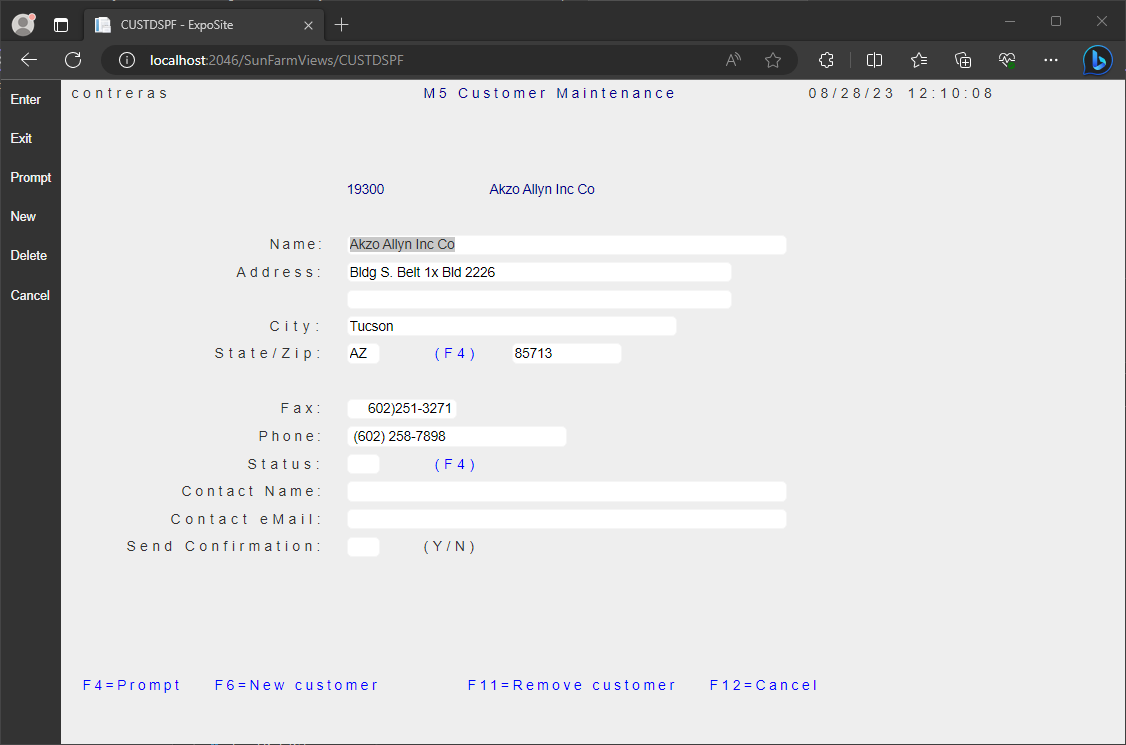 CUSTDSPF - ExpoSite
localhost:2046/SunFarmViews/CUSTDSPF
Enter
Exit
Prompt
New
Delete
Cancel
contreras M5 Customer Maintenance 08/28/23 12:10:08
19300 Akzo Allyn Inc Co
Name: Akzo Allyn Inc Co
Address: Bldg S. Belt 1x Bld 2226
City: Tucson
State/Zip: AZ (F4) 85713
Fax: 602)251-3271
Phone: (602) 258-7898
Status: (F4)
Contact Name:
Contact eMail:
Send Confirmation: (Y/N)
F4=Prompt F6=New customer F11=Remove customer F12=Cancel